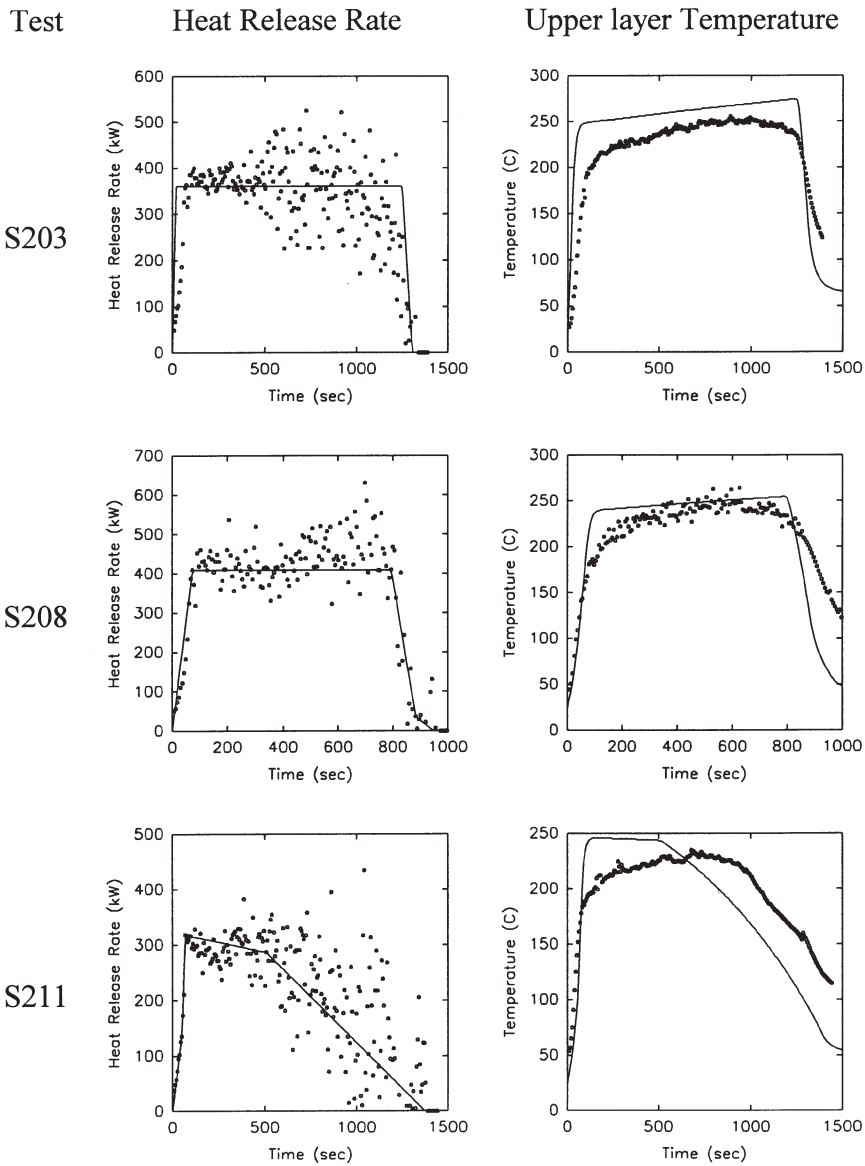 Test Heat Release Rate Upper layer Temperature
S203
Heat Release Rate (kW)
600
500
400
300
200
100
0
0 500 1000 1500
Time (sec)
Temperature (C)
300
250
200
150
100
50
0
0 500 1000 1500
Time (sec)
S208
Heat Release Rate (kW)
700
600
500
400
300
200
100
0
0 200 400 600 800 1000
Time (sec)
Temperature (C)
300
250
200
150
100
50
0
0 200 400 600 800 1000
Time (sec)
S211
Heat Release Rate (kW)
500
400
300
200
100
0
0 500 1000 1500
Time (sec)
Temperature (C)
250
200
150
100
50
0
0 500 1000 1500
Time (sec)